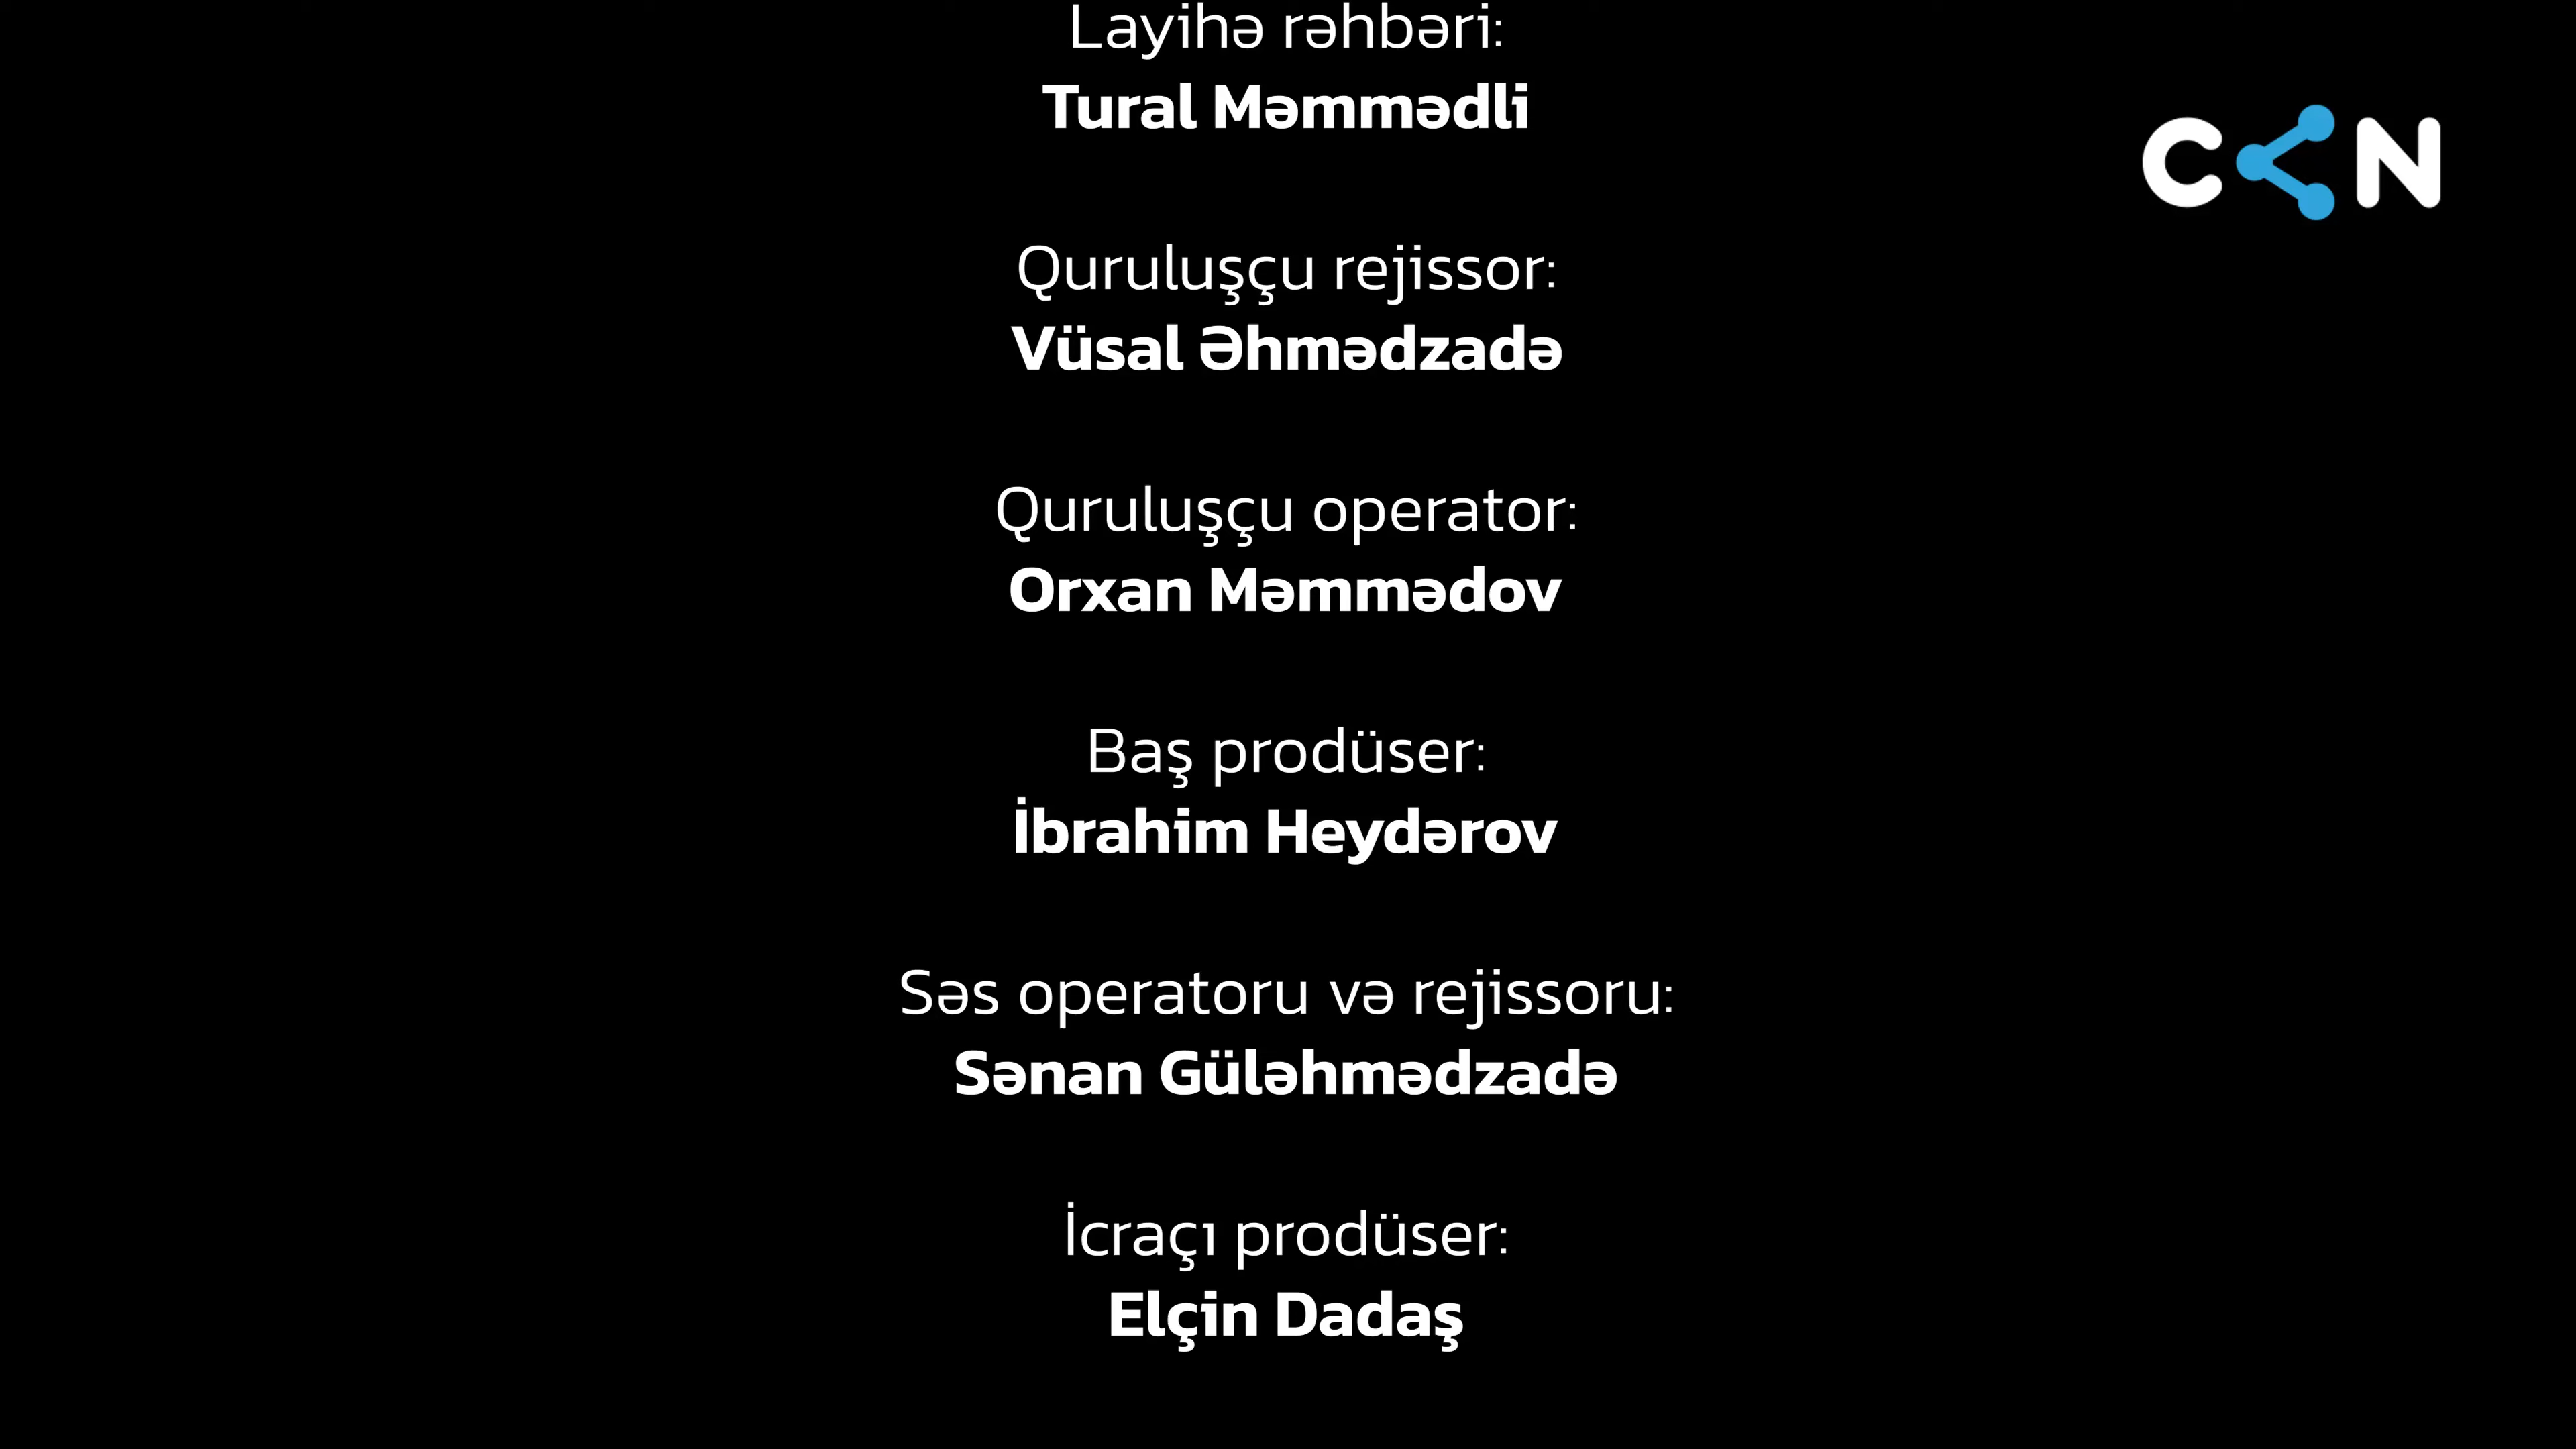 Layihə rəhbəri:
Tural Məmmədli
Quruluşçu rejissor:
Vüsal Əhmədzadə
Quruluşçu operator:
Orxan Məmmədov
Baş prodüser:
İbrahim Heydərov
Səs operatoru və rejissoru:
Sənan Güləhmədzadə
İcraçı prodüser:
Elçin Dadaş
C N